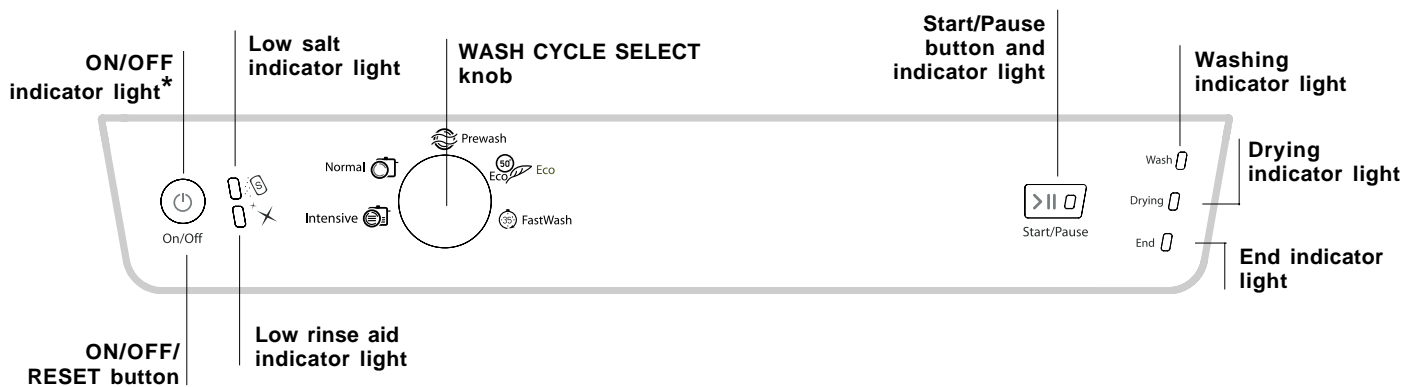 ON/OFF
indicator light*
Low salt
indicator light
WASH CYCLE SELECT
knob
Start/Pause
button and
indicator light
Washing
indicator light
Drying
indicator light
End indicator
light
Prewash
Normal
50°
Eco
Eco
Intensive
35'
FastWash
S
On/Off
Start/Pause
Wash
Drying
End
ON/OFF/
RESET button
Low rinse aid
indicator light